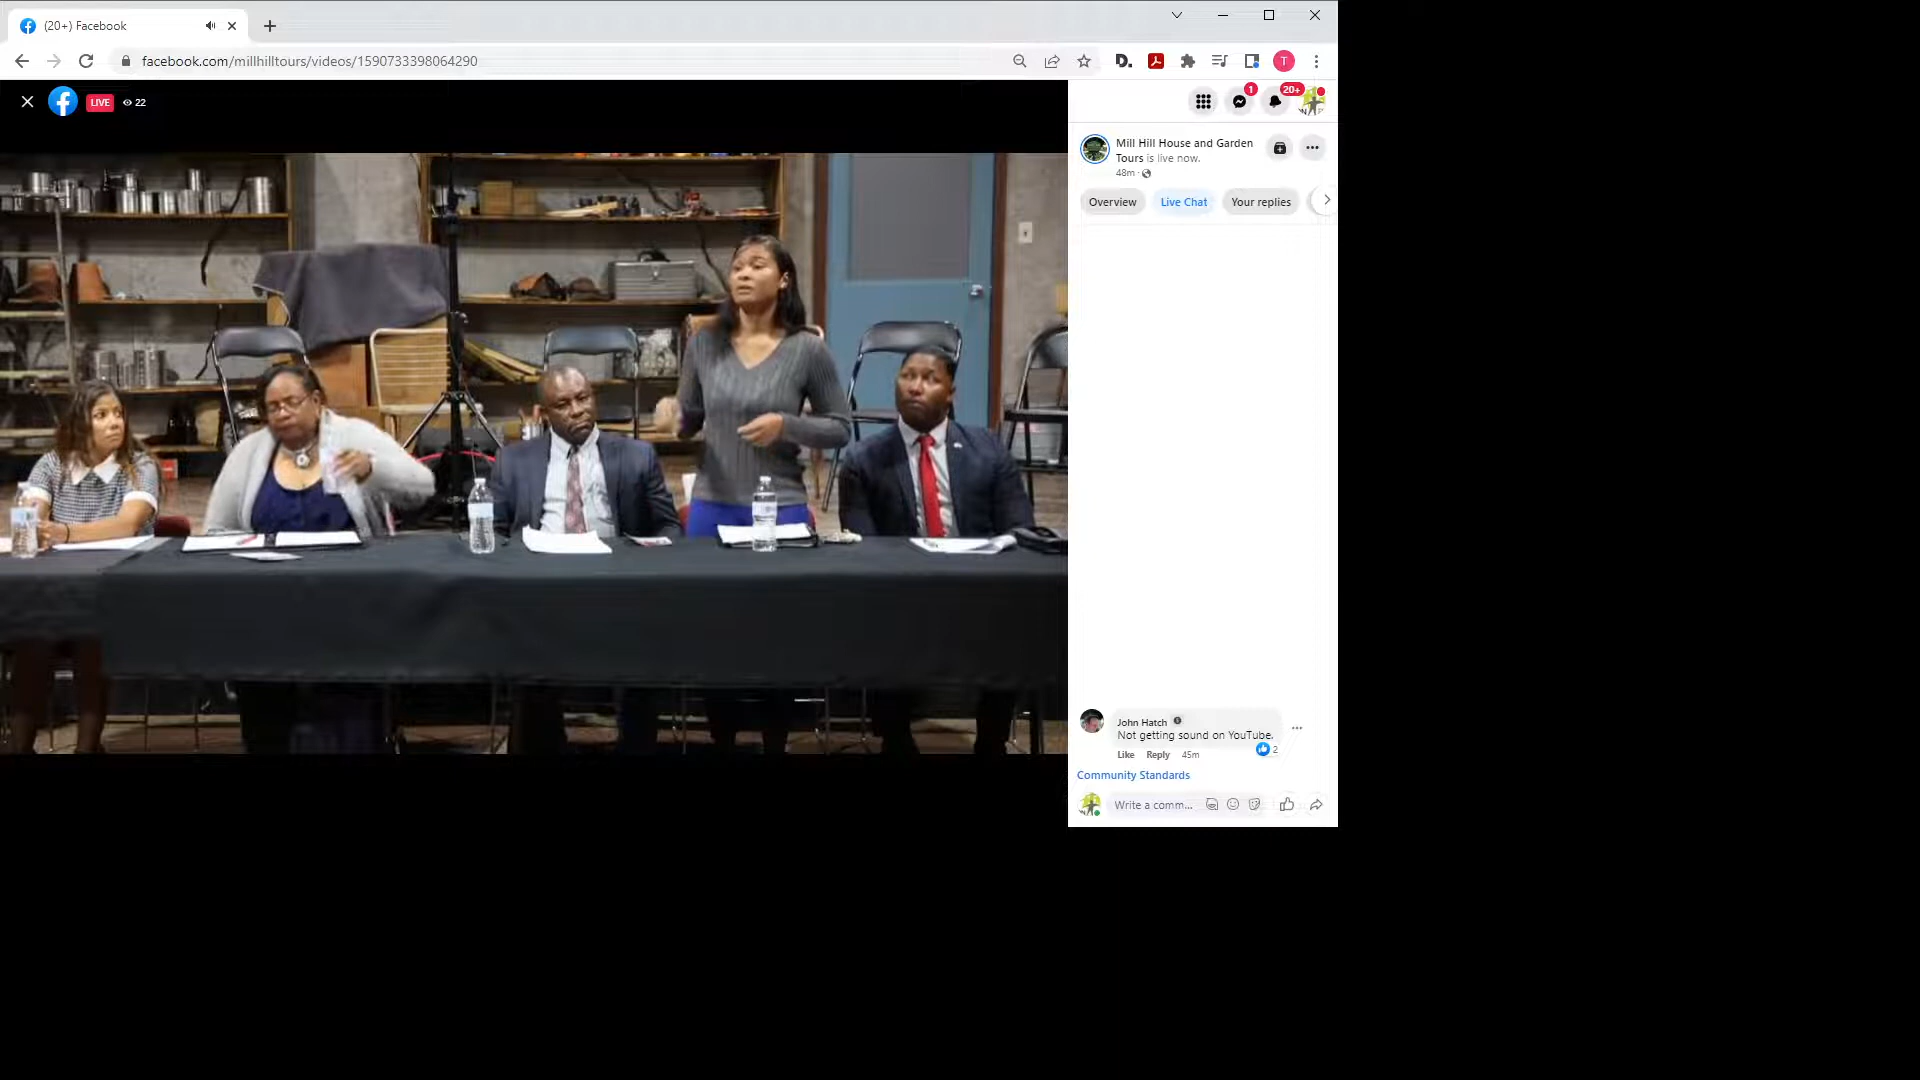 (20+) Facebook
facebook.com/millhilltours/videos/1590733398064290
T
LIVE 22
1
20+
Mill Hill House and Garden
Tours is live now.
48m ·
Overview
Live Chat
Your replies
John Hatch
Not getting sound on YouTube.
2
Like Reply 45m
Community Standards
Write a comm...